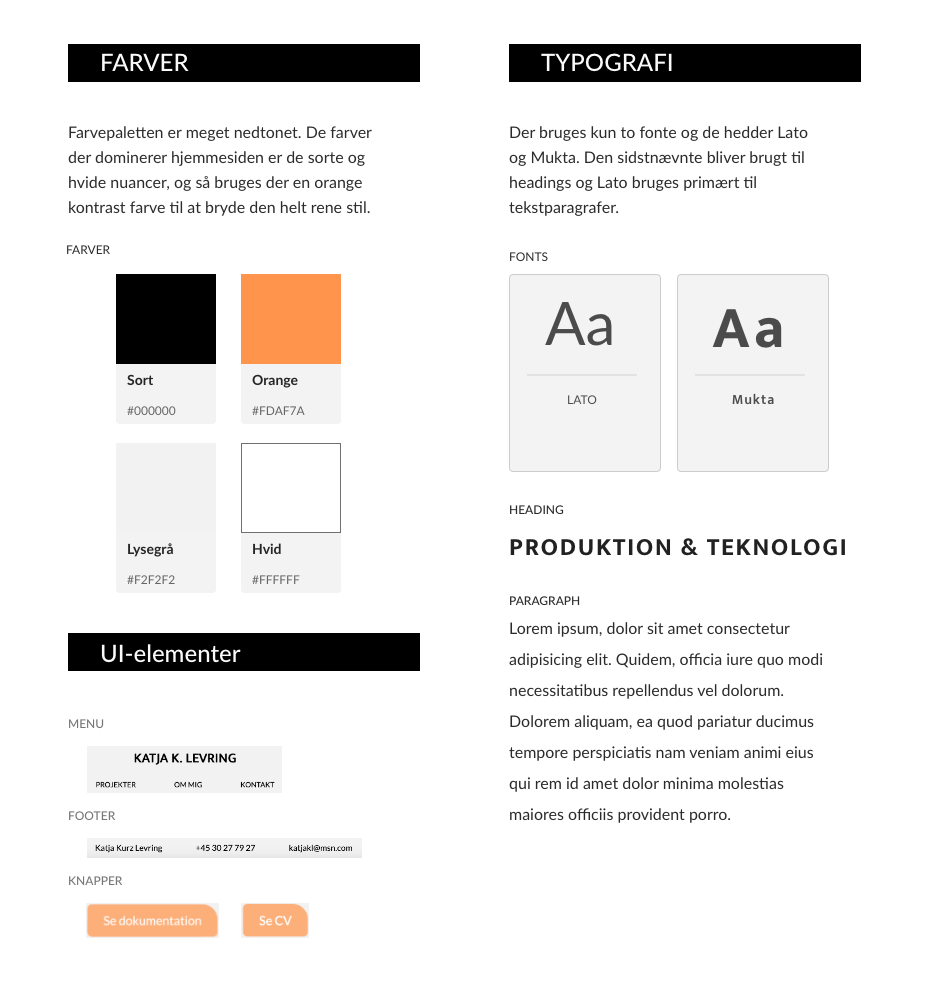 FARVER
Farvepaletten er meget nedtonet. De farver
der dominerer hjemmesiden er de sorte og
hvide nuancer, og så bruges der en orange
kontrast farve til at bryde den helt rene stil.
FARVER
Sort
#000000
Orange
#FDAF7A
Lysegrå
#F2F2F2
Hvid
#FFFFFF
UI-elementer
MENU
KATJA K. LEVRING
PROJEKTER OM MIG KONTAKT
FOOTER
Katja Kurz Levring +45 30 27 79 27 katjakl@msn.com
KNAPPER
Se dokumentation Se CV
TYPOGRAFI
Der bruges kun to fonte og de hedder Lato
og Mukta. Den sidstnævnte bliver brugt til
headings og Lato bruges primært til
tekstparagrafer.
FONTS
Aa
LATO
Aa
Mukta
HEADING
PRODUKTION & TEKNOLOGI
PARAGRAPH
Lorem ipsum, dolor sit amet consectetur
adipisicing elit. Quidem, officia iure quo modi
necessitatibus repellendus vel dolorum.
Dolorem aliquam, ea quod pariatur ducimus
tempore perspiciatis nam veniam animi eius
qui rem id amet dolor minima molestias
maiores officiis provident porro.